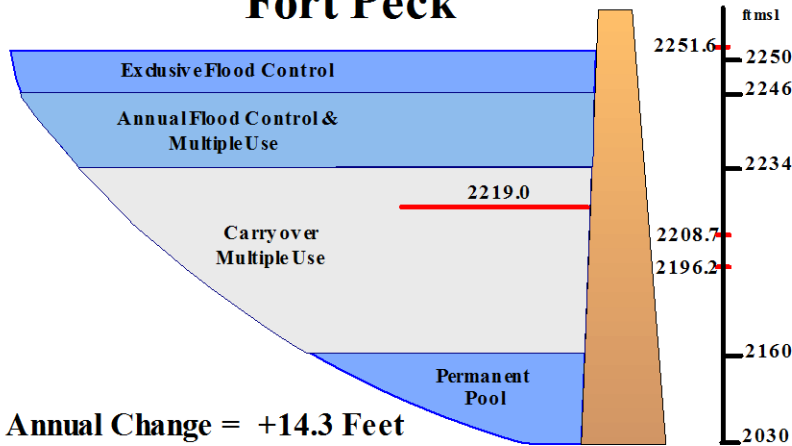 Fort Peck
ft msl
2251.6
2250
Exclusive Flood Control
2246
Annual Flood Control &
Multiple Use
2234
2219.0
2208.7
Carryover
Multiple Use
2196.2
2160
Permanent
Pool
Annual Change = +14.3 Feet
2030